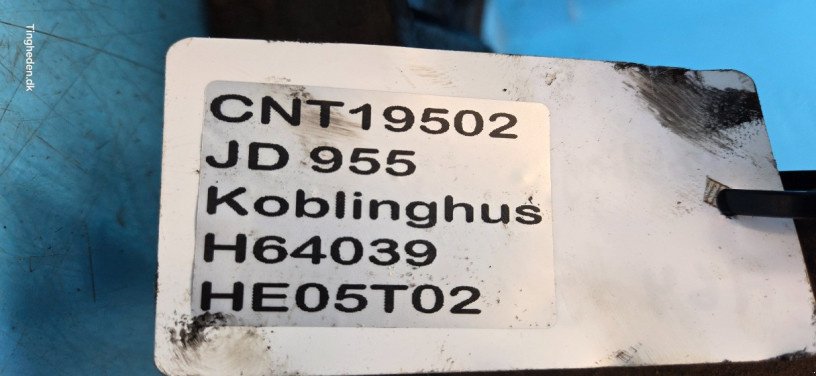 Tingheden.dk
CNT19502
JD 955
Koblinghus
H64039
HE05T02